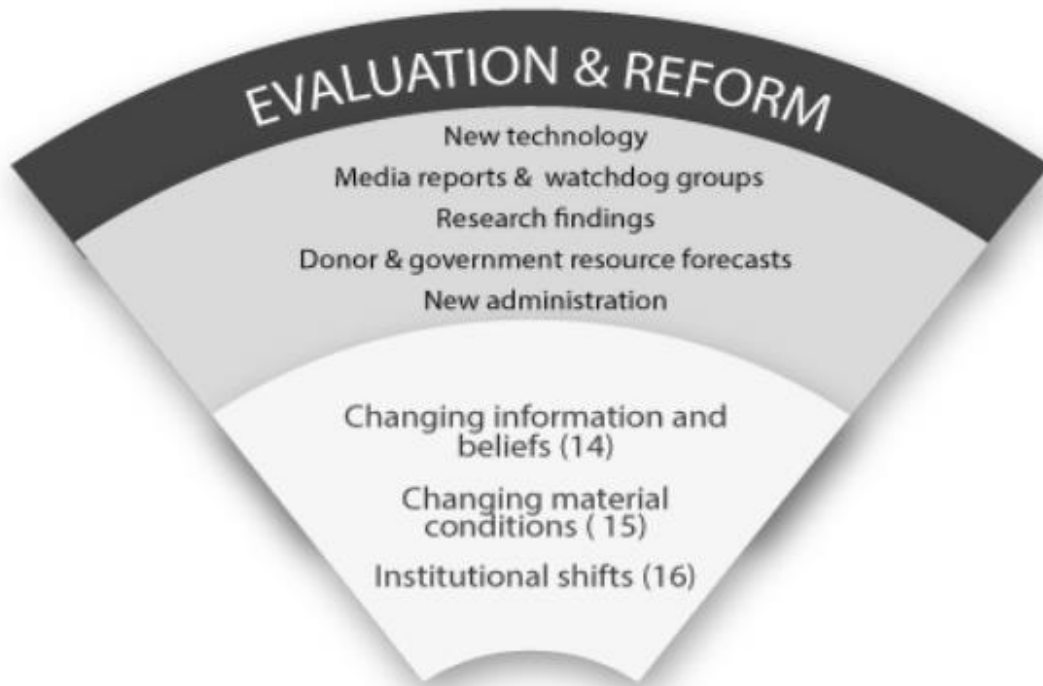 EVALUATION & REFORM
New technology
Media reports & watchdog groups
Research findings
Donor & government resource forecasts
New administration
Changing information and
beliefs (14)
Changing material
conditions ( 15)
Institutional shifts (16)